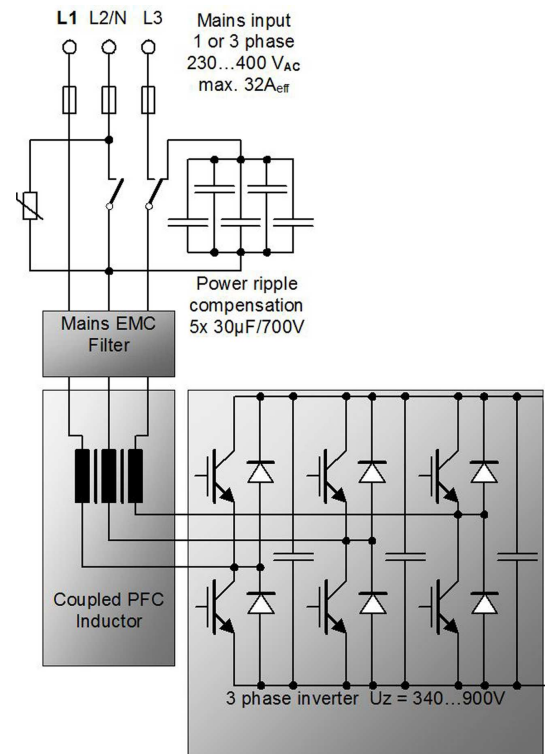 L1 L2/N L3
Mains input
1 or 3 phase
230...400 VAC
max. 32Aeff
Power ripple
compensation
5x 30µF/700V
Mains EMC
Filter
Coupled PFC
Inductor
3 phase inverter Uz = 340...900V